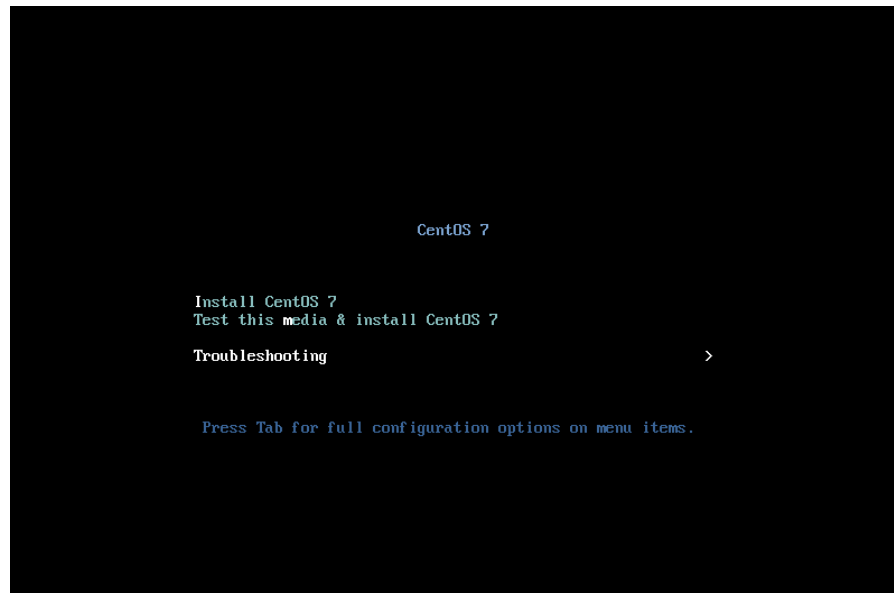 CentOS 7
Install CentOS 7
Test this media & install CentOS 7
Troubleshooting >
Press Tab for full configuration options on menu items.